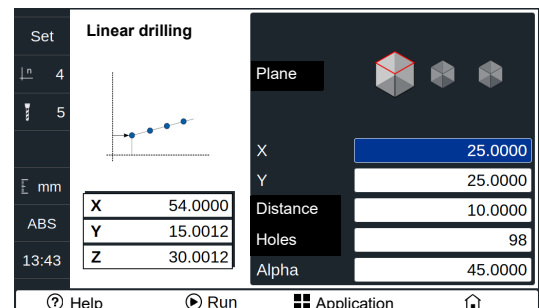 Set
4
5
mm
ABS
13:43
Linear drilling
X 54.0000
Y 15.0012
Z 30.0012
Plane
X 25.0000
Y 25.0000
Distance 10.0000
Holes 98
Alpha 45.0000
? Help
Run
Application